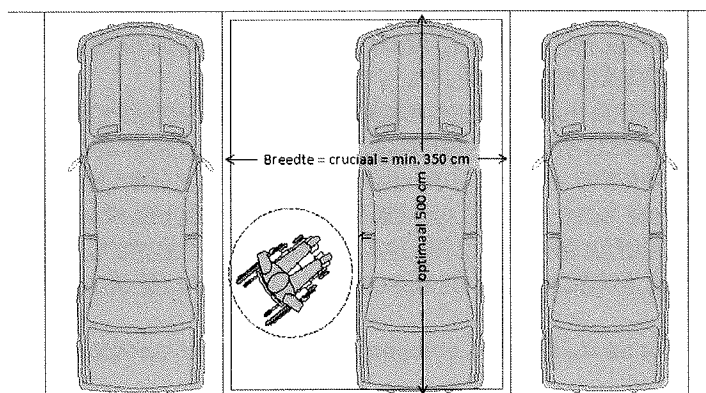 Breedte = cruciaal = min. 350 cm
optimaal 500 cm